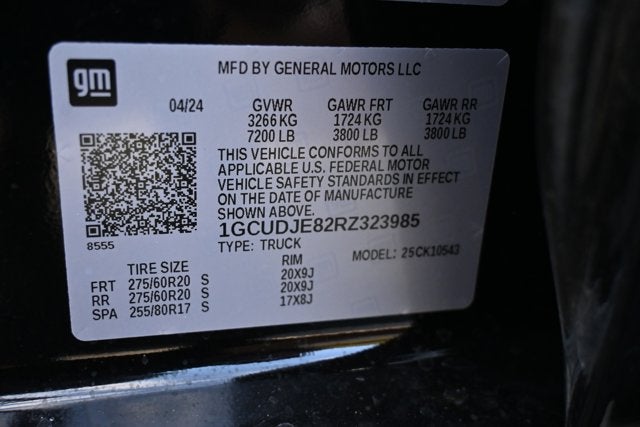 gm
MFD BY GENERAL MOTORS LLC
04/24 GVWR GAWR FRT GAWR RR
3266 KG 1724 KG 1724 KG
7200 LB 3800 LB 3800 LB
THIS VEHICLE CONFORMS TO ALL
APPLICABLE U.S. FEDERAL MOTOR
VEHICLE SAFETY STANDARDS IN EFFECT
ON THE DATE OF MANUFACTURE
SHOWN ABOVE.
8555
1GCUDJE82RZ323985
TYPE: TRUCK MODEL: 25CK10543
TIRE SIZE RIM
FRT 275/60R20 S 20X9J
RR 275/60R20 S 20X9J
SPA 255/80R17 S 17X8J